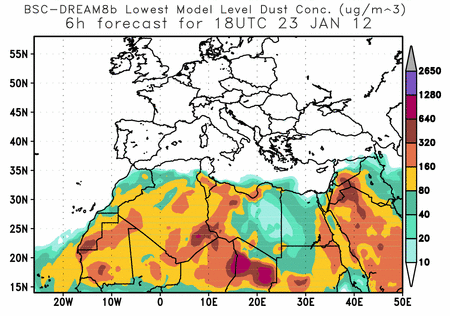 BSC-DREAM8b Lowest Model Level Dust Conc. (ug/m^3)
6h forecast for 18UTC 23 JAN 12
55N
50N
45N
40N
35N
30N
25N
20N
15N
20W
10W
0
10E
20E
30E
40E
50E
2650
1280
640
320
160
80
40
20
10